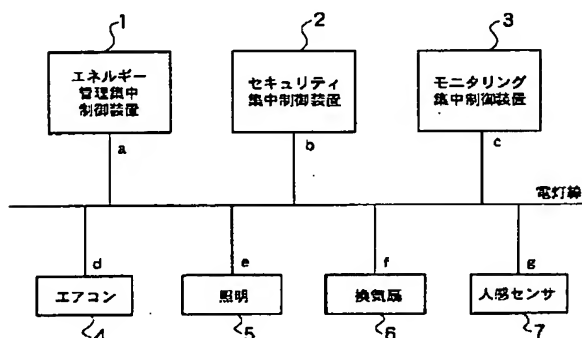 1
2
3
エネルギー
管理集中
制御装置
セキュリティ
集中制御装置
モニタリング
集中制御装置
a
b
c
電灯線
d
e
f
g
エアコン
照明
換気扇
人感センサ
4
5
6
7